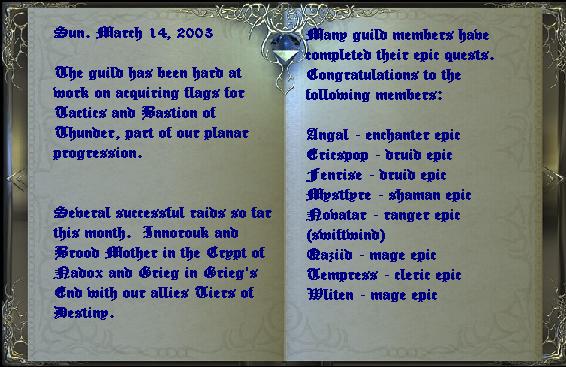 Sun. March 14, 2003
The guild has been hard at
work on acquiring flags for
Tactics and Bastion of
Thunder, part of our planar
progression.
Several successful raids so far
this month. Innorouk and
Brood Mother in the Crypt of
Nadox and Grieg in Grieg's
End with our allies Tiers of
Destiny.
Many guild members have
completed their epic quests.
Congratulations to the
following members:
Angal - enchanter epic
Ericspop - druid epic
Fenrise - druid epic
Mystfyre - shaman epic
Novatar - ranger epic
(swiftwind)
Qaziid - mage epic
Tempress - cleric epic
Wliten - mage epic